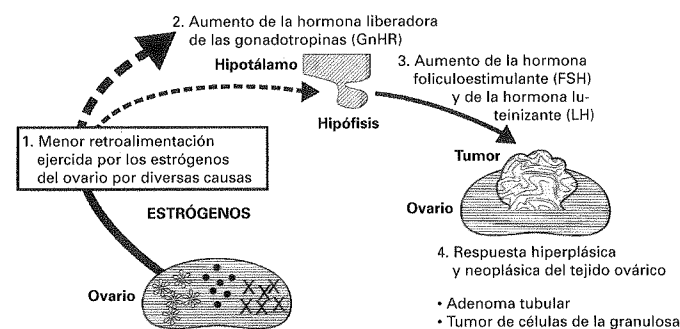 2. Aumento de la hormona liberadora
de las gonadotropinas (GnHR)
Hipotálamo
3. Aumento de la hormona
foliculoestimulante (FSH)
y de la hormona lu-
teinizante (LH)
Hipófisis
1. Menor retroalimentación
ejercida por los estrógenos
del ovario por diversas causas
Tumor
ESTRÓGENOS
Ovario
4. Respuesta hiperplásica
y neoplásica del tejido ovárico
Ovario
• Adenoma tubular
• Tumor de células de la granulosa